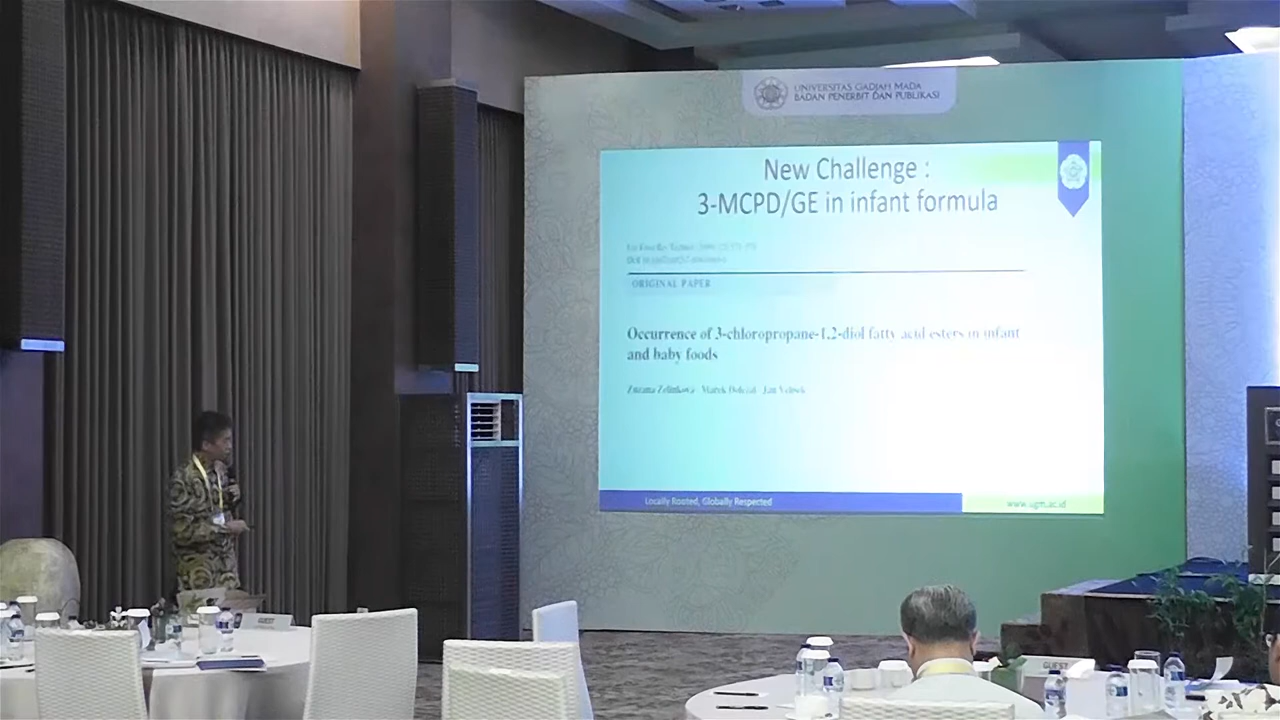 UNIVERSITAS GADJAH MADA
BADAN PENERBIT DAN PUBLIKASI
New Challenge :
3-MCPD/GE in infant formula
ORIGINAL PAPER
Occurrence of 3-chloropropane-1,2-diol fatty acid esters in infant
and baby foods
Locally Rooted, Globally Respected
www.ugm.ac.id
GUEST
GUEST